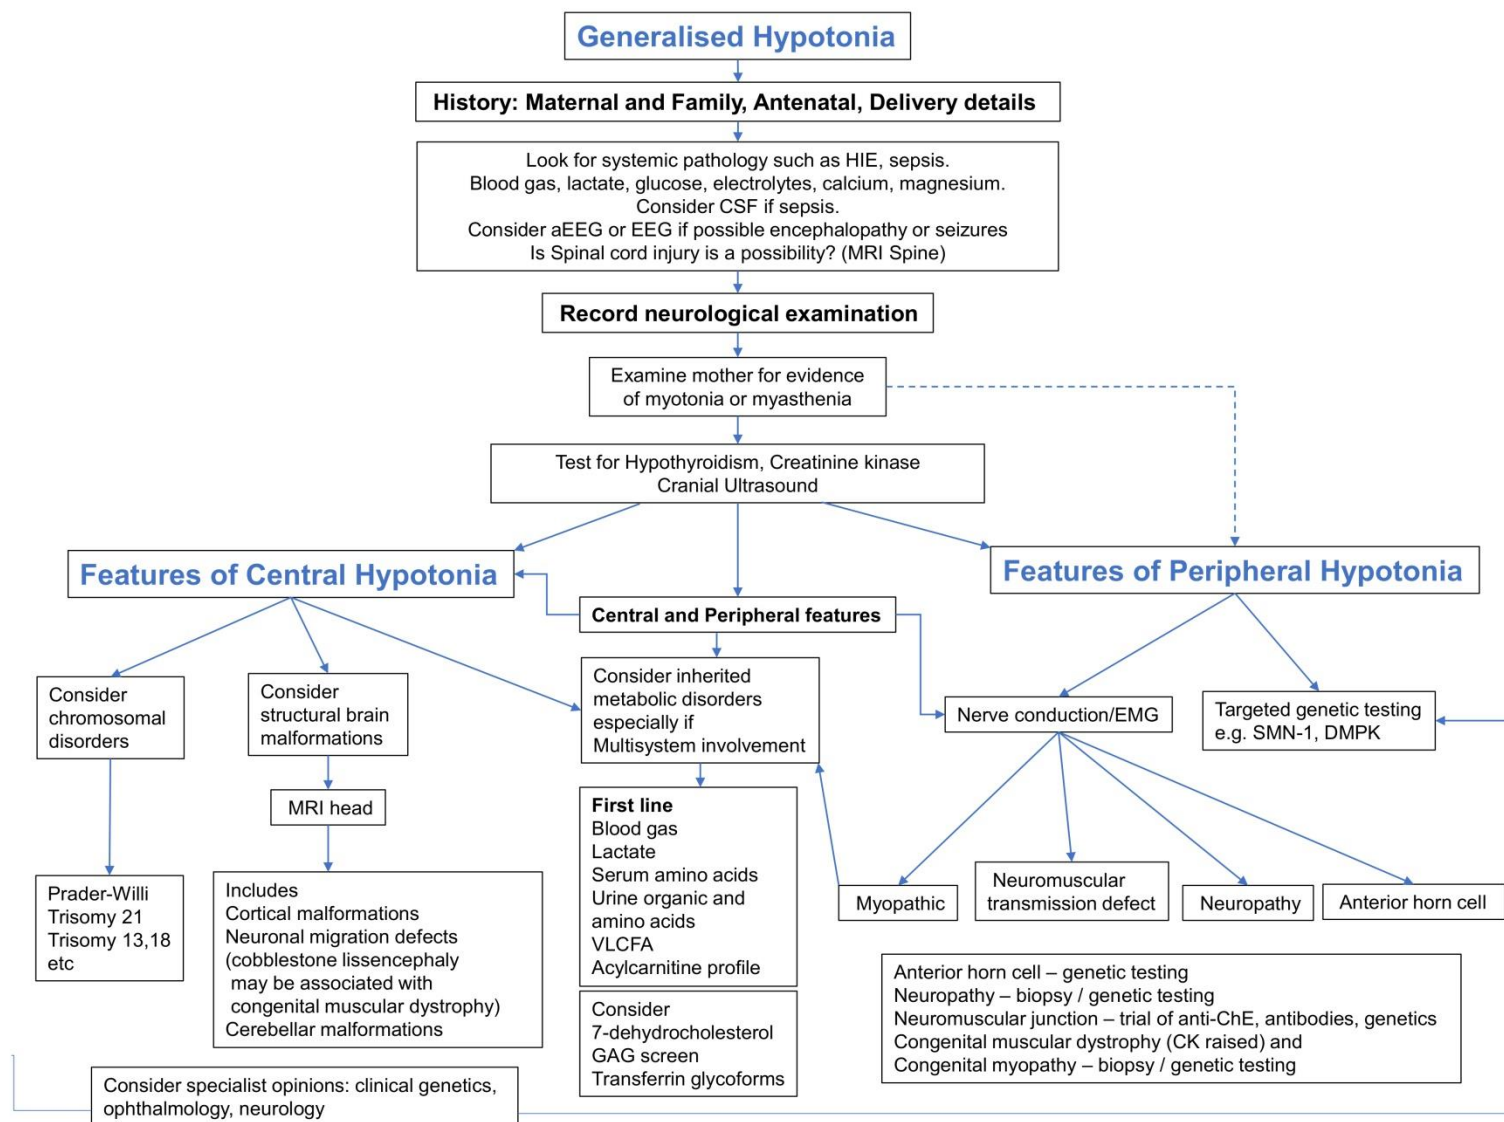 Generalised Hypotonia
History: Maternal and Family, Antenatal, Delivery details
Look for systemic pathology such as HIE, sepsis.
Blood gas, lactate, glucose, electrolytes, calcium, magnesium.
Consider CSF if sepsis.
Consider aEEG or EEG if possible encephalopathy or seizures
Is Spinal cord injury is a possibility? (MRI Spine)
Record neurological examination
Examine mother for evidence
of myotonia or myasthenia
Test for Hypothyroidism, Creatinine kinase
Cranial Ultrasound
Features of Central Hypotonia
Central and Peripheral features
Features of Peripheral Hypotonia
Consider
chromosomal
disorders
Consider
structural brain
malformations
Consider inherited
metabolic disorders
especially if
Multisystem involvement
Nerve conduction/EMG
Targeted genetic testing
e.g. SMN-1, DMPK
MRI head
Prader-Willi
Trisomy 21
Trisomy 13,18
etc
Includes
Cortical malformations
Neuronal migration defects
(cobblestone lissencephaly
may be associated with
congenital muscular dystrophy)
Cerebellar malformations
First line
Blood gas
Lactate
Serum amino acids
Urine organic and
amino acids
VLCFA
Acylcarnitine profile
Consider
7-dehydrocholesterol
GAG screen
Transferrin glycoforms
Myopathic
Neuromuscular
transmission defect
Neuropathy
Anterior horn cell
Anterior horn cell – genetic testing
Neuropathy – biopsy / genetic testing
Neuromuscular junction – trial of anti-ChE, antibodies, genetics
Congenital muscular dystrophy (CK raised) and
Congenital myopathy – biopsy / genetic testing
Consider specialist opinions: clinical genetics,
ophthalmology, neurology